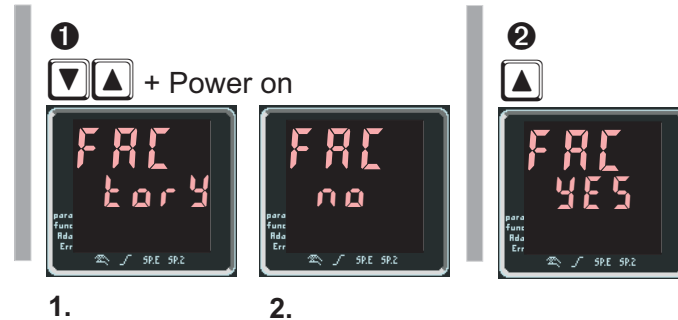 ❶
▼ ▲ + Power on
FAC
torY
para
func
Ada
Err
SP.E SP.2
1.
FAC
no
para
func
Ada
Err
SP.E SP.2
2.
❷
▲
FAC
YES
para
func
Ada
Err
SP.E SP.2